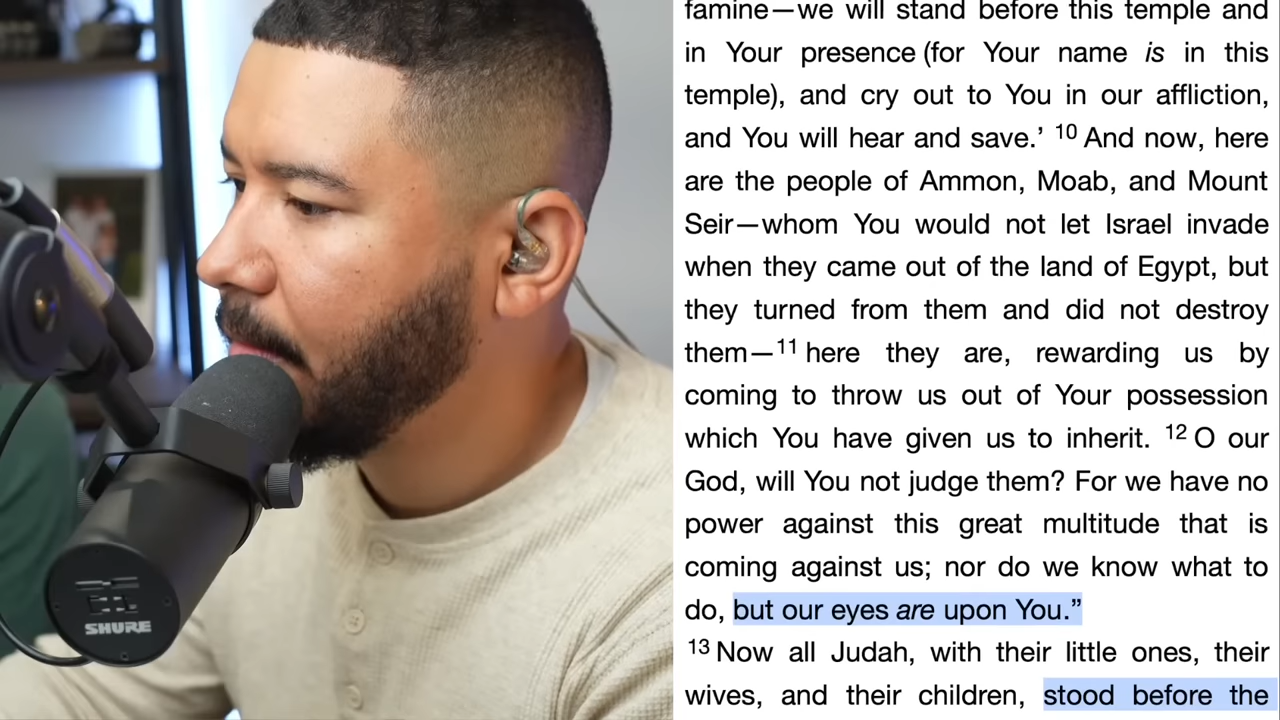 famine—we will stand before this temple and
in Your presence (for Your name is in this
temple), and cry out to You in our affliction,
and You will hear and save.’ 10 And now, here
are the people of Ammon, Moab, and Mount
Seir—whom You would not let Israel invade
when they came out of the land of Egypt, but
they turned from them and did not destroy
them—11 here they are, rewarding us by
coming to throw us out of Your possession
which You have given us to inherit. 12 O our
God, will You not judge them? For we have no
power against this great multitude that is
coming against us; nor do we know what to
do, but our eyes are upon You.”
13 Now all Judah, with their little ones, their
wives, and their children, stood before the
SHURE